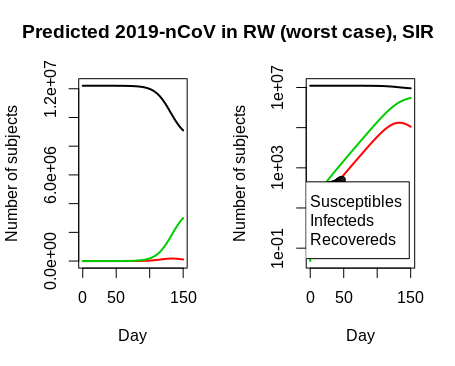 Predicted 2019-nCoV in RW (worst case), SIR
Number of subjects
0.0e+00 6.0e+06 1.2e+07
0 50 150
Day
Number of subjects
1e-01 1e+03 1e+07
Susceptibles
Infecteds
Recovereds
0 50 150
Day